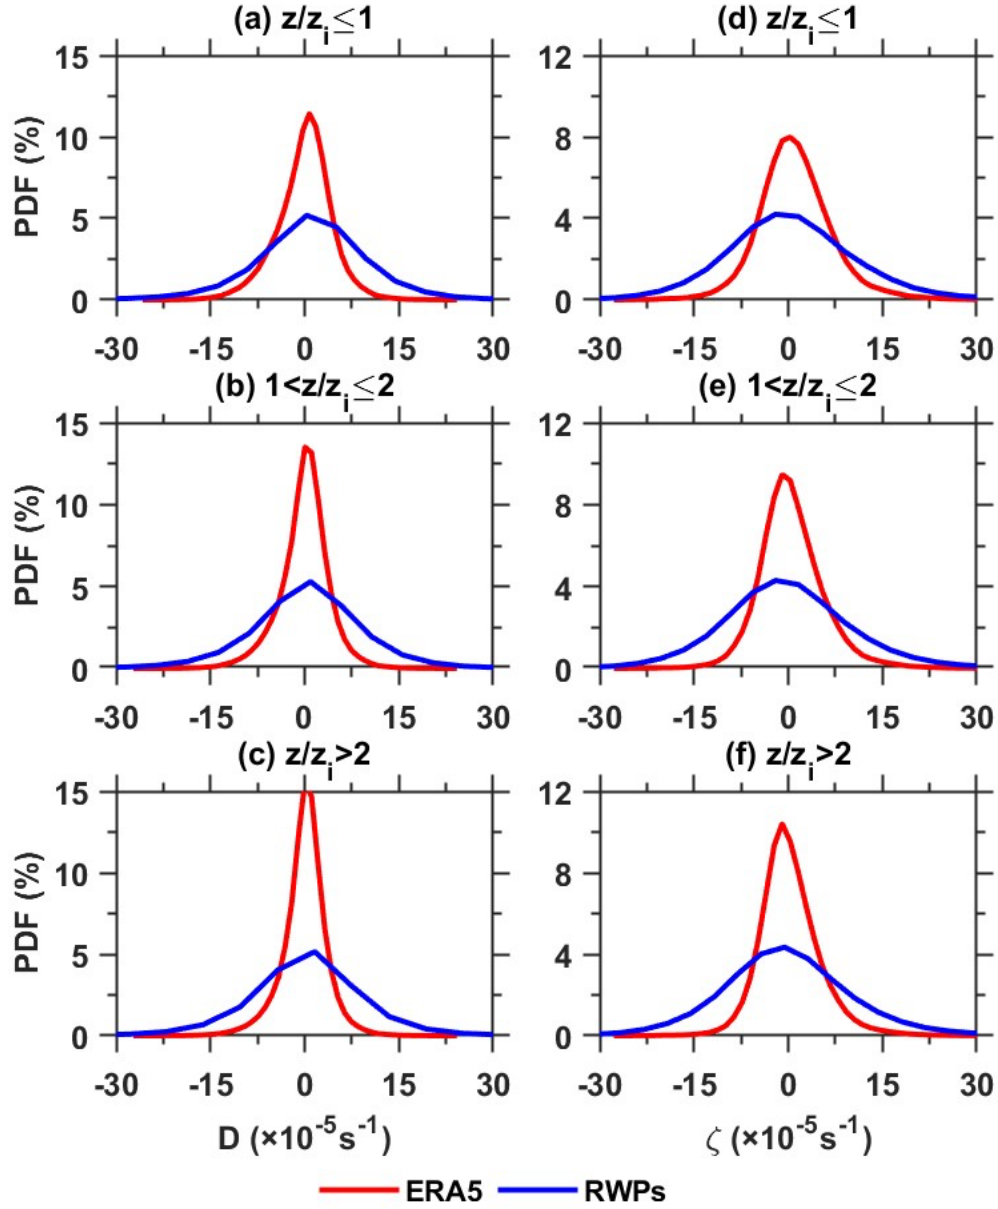 (a) z/z_i≤1
(d) z/z_i≤1
PDF (%)
15
10
5
0
-30 -15 0 15 30
12
8
4
0
-30 -15 0 15 30
(b) 1<z/z_i≤2
(e) 1<z/z_i≤2
PDF (%)
15
10
5
0
-30 -15 0 15 30
12
8
4
0
-30 -15 0 15 30
(c) z/z_i>2
(f) z/z_i>2
PDF (%)
15
10
5
0
-30 -15 0 15 30
D (×10⁻⁵s⁻¹)
12
8
4
0
-30 -15 0 15 30
ζ (×10⁻⁵s⁻¹)
ERA5 RWPs